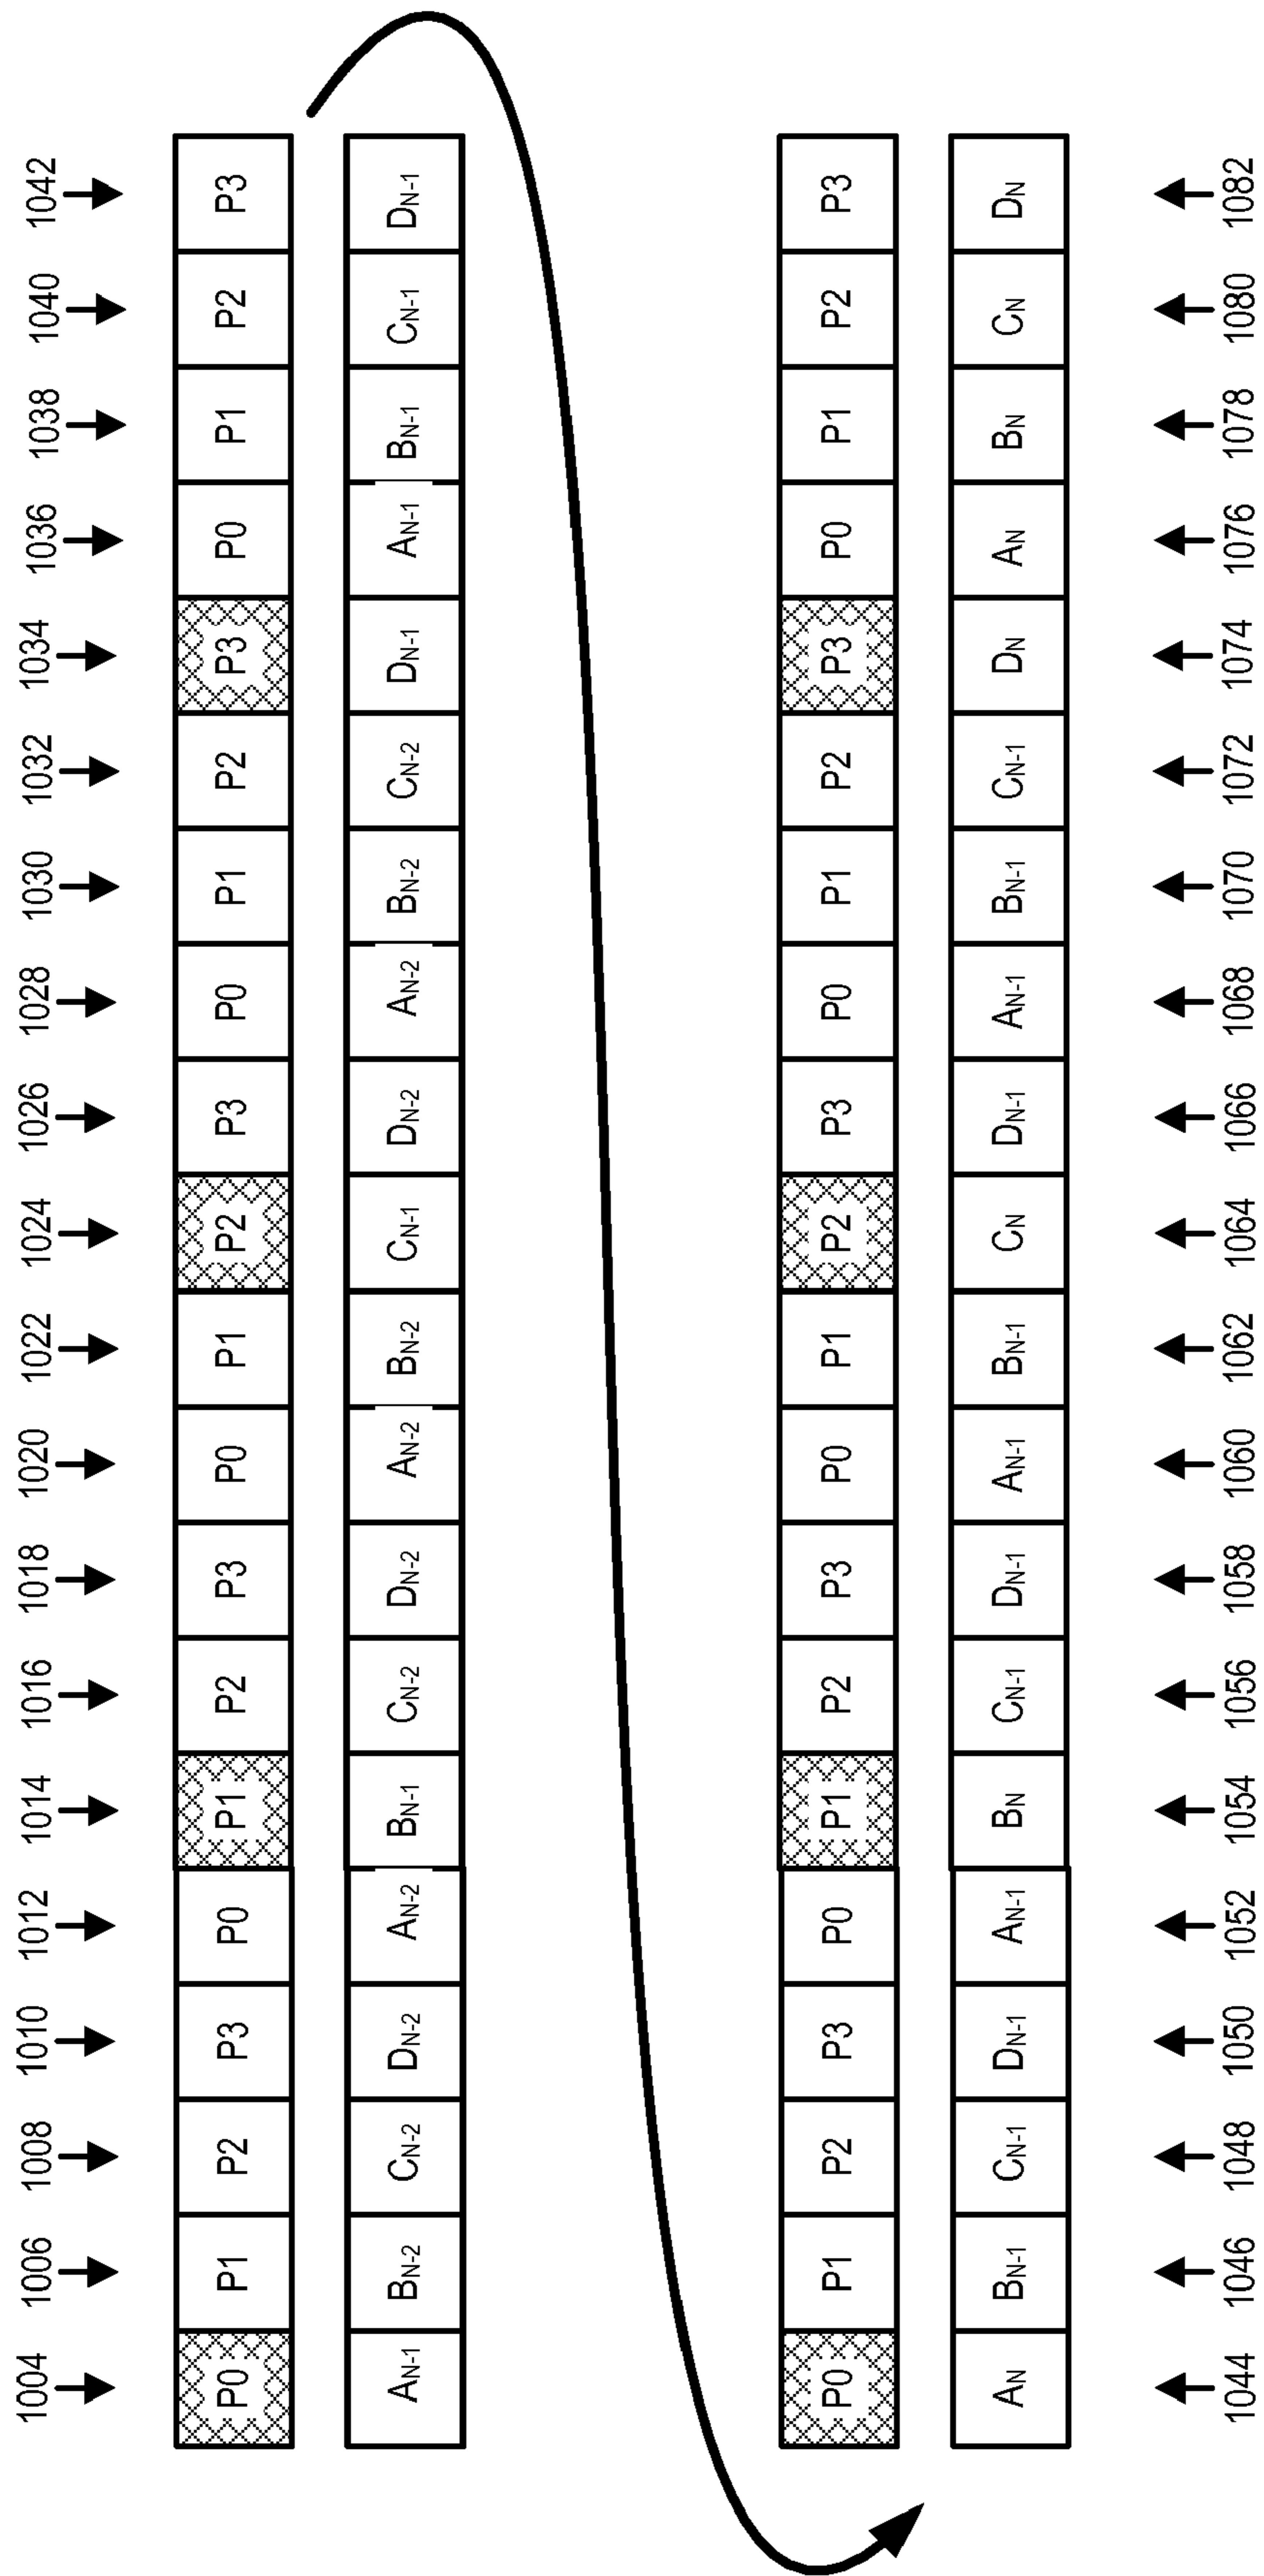 1004 1006 1008 1010 1012 1014 1016 1018 1020 1022 1024 1026 1028 1030 1032 1034 1036 1038 1040 1042
P0 P1 P2 P3 P0 P1 P2 P3 P0 P1 P2 P3 P0 P1 P2 P3 P0 P1 P2 P3
AN-1 BN-2 CN-2 DN-2 AN-2 BN-1 CN-2 DN-2 AN-2 BN-2 CN-1 DN-2 AN-2 BN-2 CN-2 DN-1 AN-1 BN-1 CN-1 DN-1
P0 P1 P2 P3 P0 P1 P2 P3 P0 P1 P2 P3 P0 P1 P2 P3 P0 P1 P2 P3
AN BN-1 CN-1 DN-1 AN-1 BN CN-1 DN-1 AN-1 BN-1 CN DN-1 AN-1 BN-1 CN-1 DN AN BN CN DN
1044 1046 1048 1050 1052 1054 1056 1058 1060 1062 1064 1066 1068 1070 1072 1074 1076 1078 1080 1082